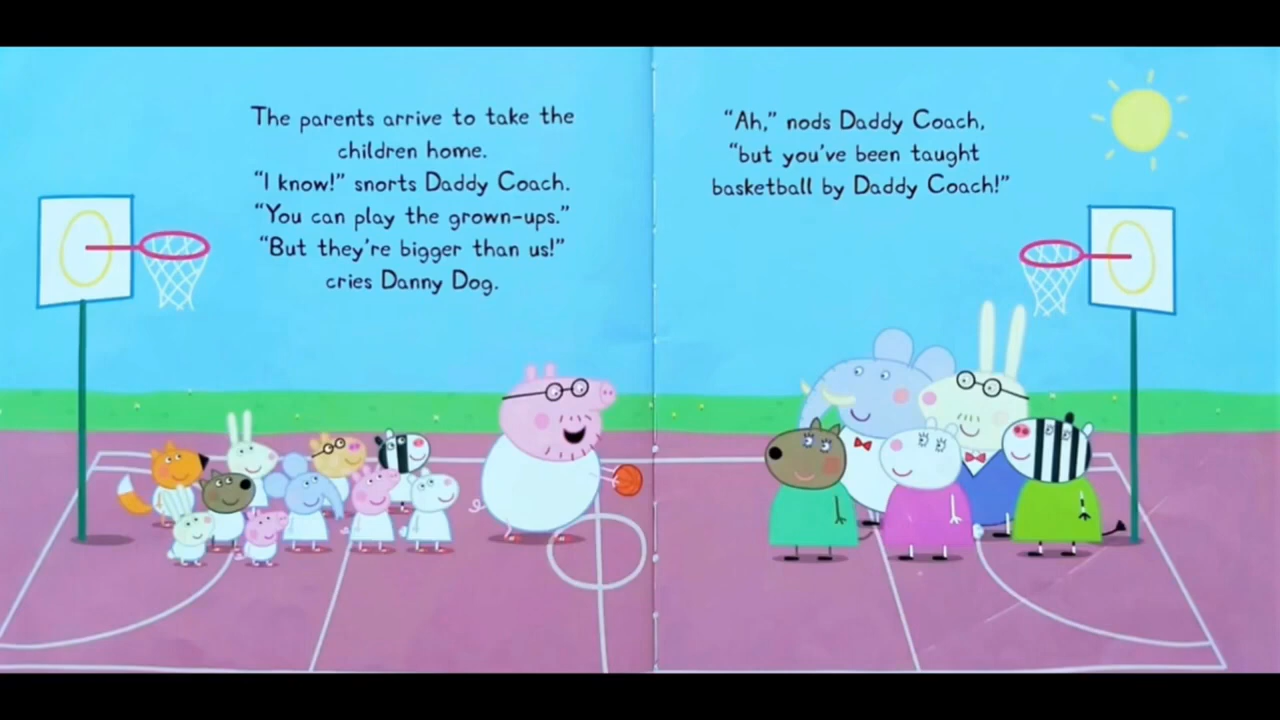 The parents arrive to take the
children home.
“I know!” snorts Daddy Coach.
“You can play the grown-ups.”
“But they’re bigger than us!”
cries Danny Dog.
“Ah,” nods Daddy Coach,
“but you’ve been taught
basketball by Daddy Coach!”